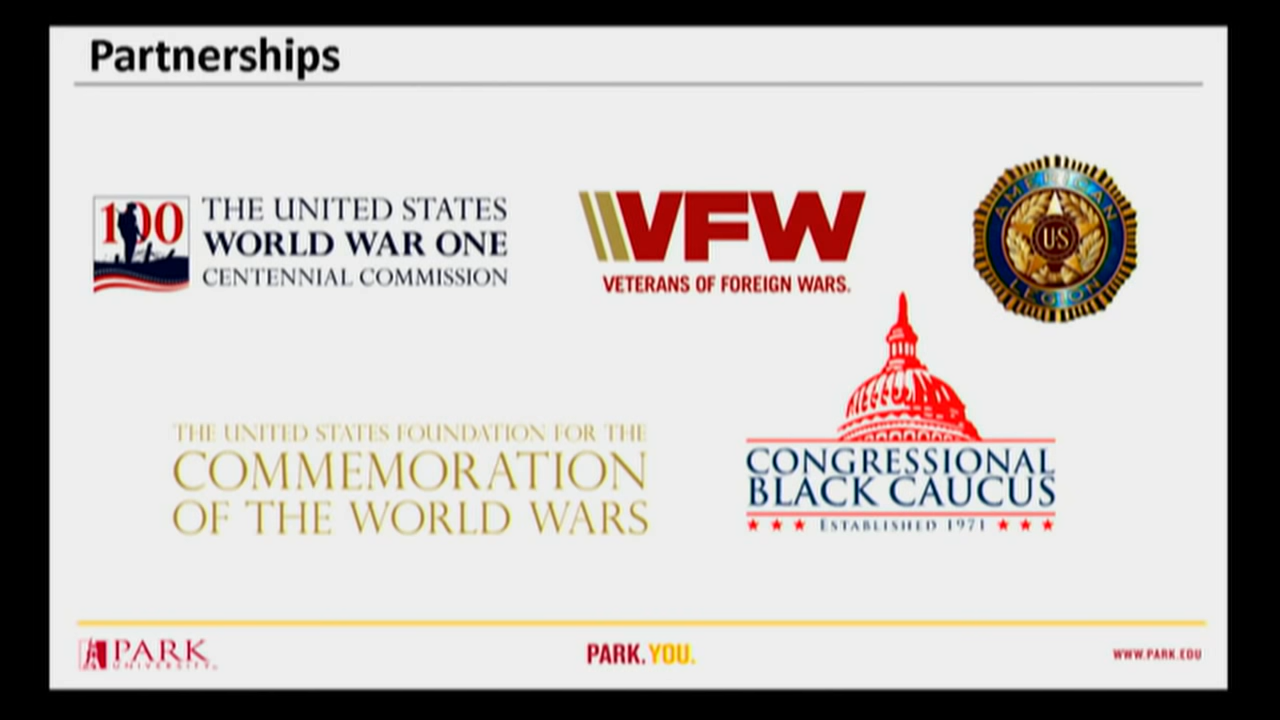 Partnerships
100
THE UNITED STATES
WORLD WAR ONE
CENTENNIAL COMMISSION
VFW
VETERANS OF FOREIGN WARS.
AMERICAN
US
LEGION
THE UNITED STATES FOUNDATION FOR THE
COMMEMORATION
OF THE WORLD WARS
CONGRESSIONAL
BLACK CAUCUS
ESTABLISHED 1971
PARK
UNIVERSITY
PARK.YOU.
WWW.PARK.EDU